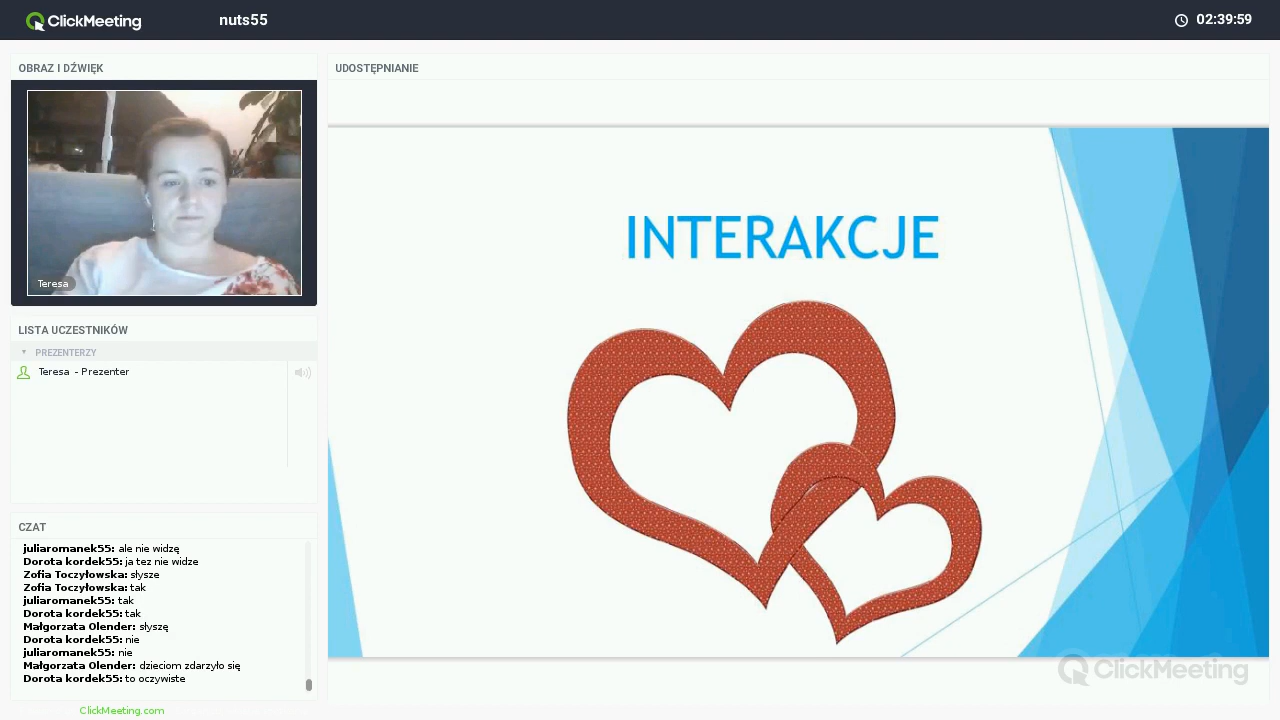 ClickMeeting
nuts55
02:39:59
OBRAZ I DŹWIĘK
Teresa
LISTA UCZESTNIKÓW
PREZENTERZY
Teresa - Prezenter
CZAT
juliaromanek55: ale nie widzę
Dorota kordek55: ja tez nie widze
Zofia Toczyłowska: słysze
Zofia Toczyłowska: tak
juliaromanek55: tak
Dorota kordek55: tak
Małgorzata Olender: słyszę
Dorota kordek55: nie
juliaromanek55: nie
Małgorzata Olender: dzieciom zdarzyło się
Dorota kordek55: to oczywiste
ClickMeeting.com
UDOSTĘPNIANIE
INTERAKCJE
ClickMeeting